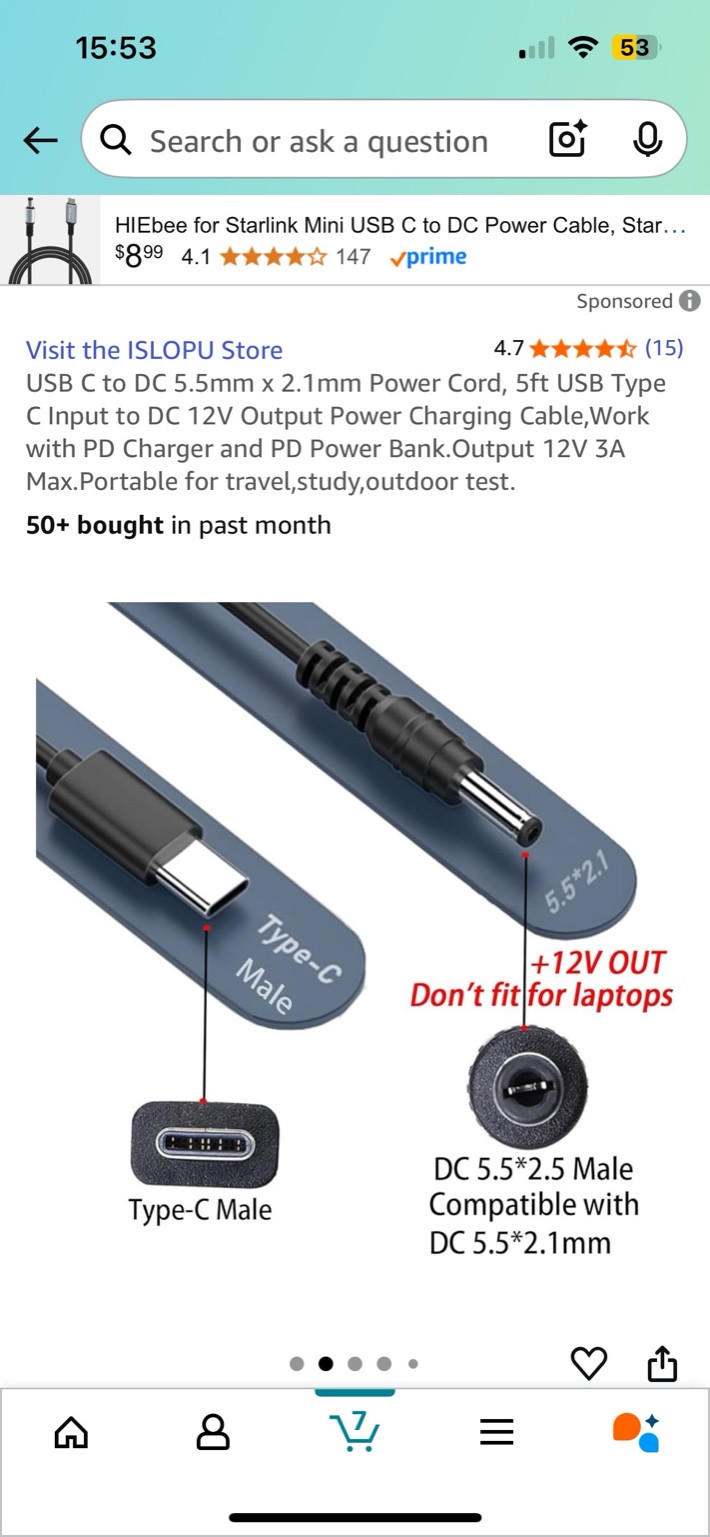 15:53
53
Search or ask a question
HIEbee for Starlink Mini USB C to DC Power Cable, Star...
$8.99 4.1 147 prime
Sponsored
Visit the ISLOPU Store 4.7 (15)
USB C to DC 5.5mm x 2.1mm Power Cord, 5ft USB Type
C Input to DC 12V Output Power Charging Cable,Work
with PD Charger and PD Power Bank.Output 12V 3A
Max.Portable for travel,study,outdoor test.
50+ bought in past month
5.5*2.1
Type-C
Male
+12V OUT
Don't fit for laptops
Type-C Male
DC 5.5*2.5 Male
Compatible with
DC 5.5*2.1mm
7